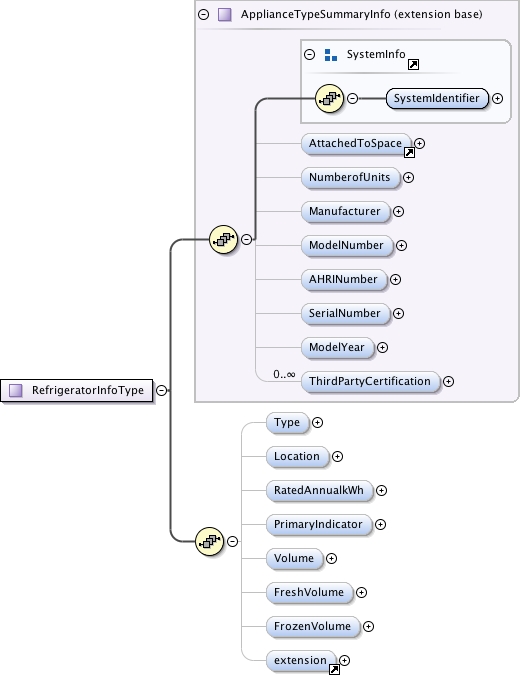 ApplianceTypeSummaryInfo (extension base)
SystemInfo
SystemIdentifier
AttachedToSpace
NumberofUnits
Manufacturer
ModelNumber
AHRINumber
SerialNumber
ModelYear
0..∞
ThirdPartyCertification
RefrigeratorInfoType
Type
Location
RatedAnnualkWh
PrimaryIndicator
Volume
FreshVolume
FrozenVolume
extension